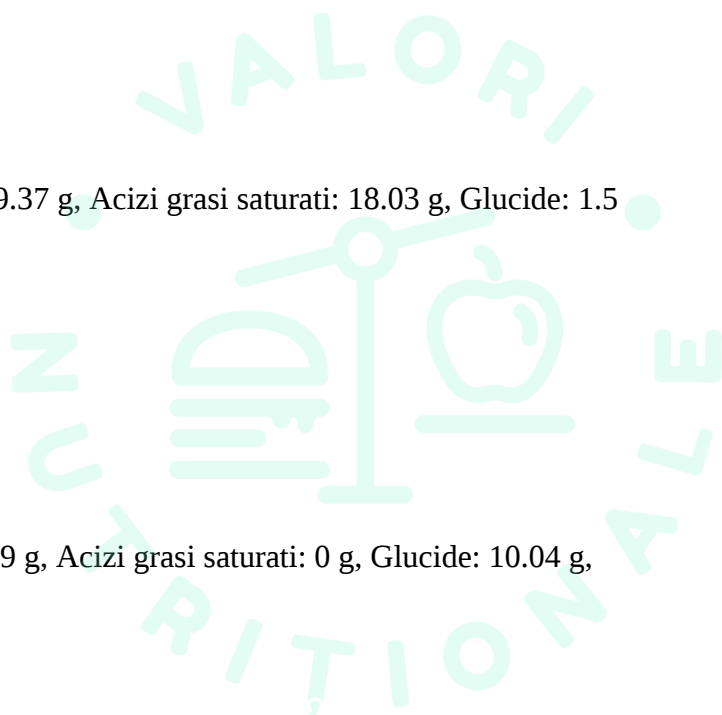 VALORI
9.37 g, Acizi grasi saturati: 18.03 g, Glucide: 1.5
9 g, Acizi grasi saturati: 0 g, Glucide: 10.04 g,
NUTRITIONALE